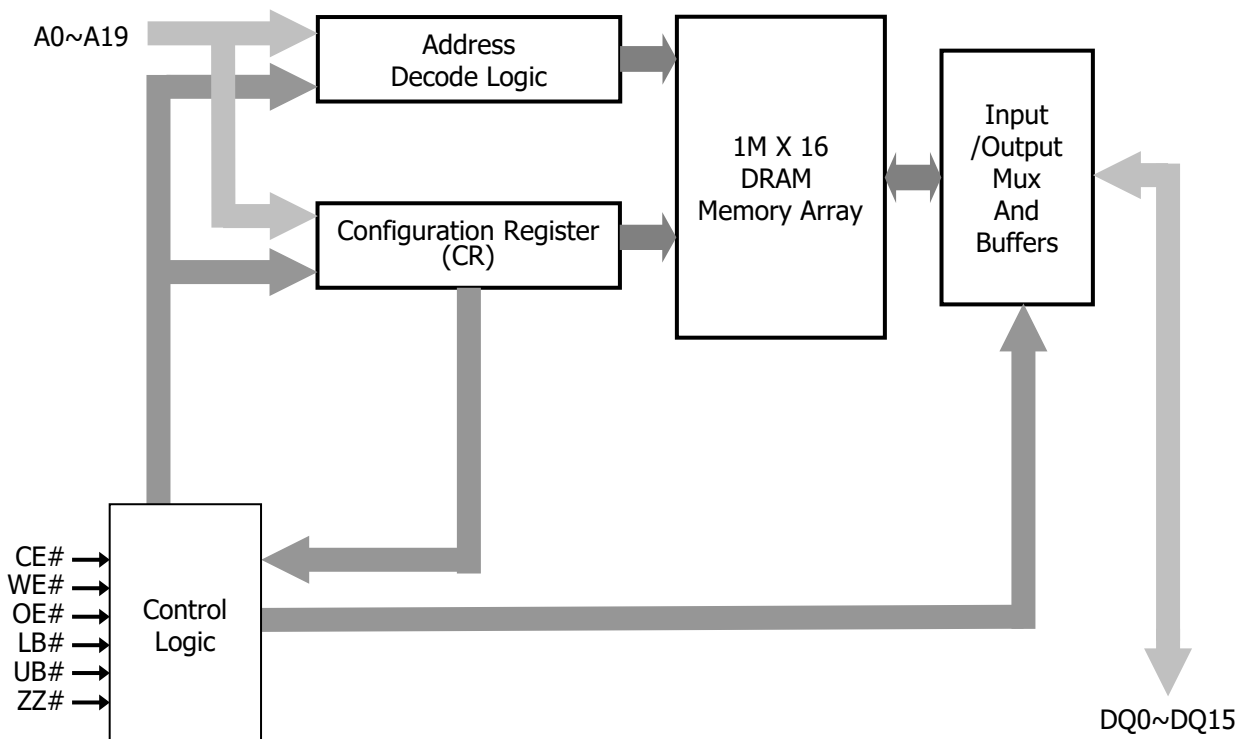 A0~A19
Address
Decode Logic
1M X 16
DRAM
Memory Array
Input
/Output
Mux
And
Buffers
Configuration Register
(CR)
CE#
WE#
OE#
LB#
UB#
ZZ#
Control
Logic
DQ0~DQ15